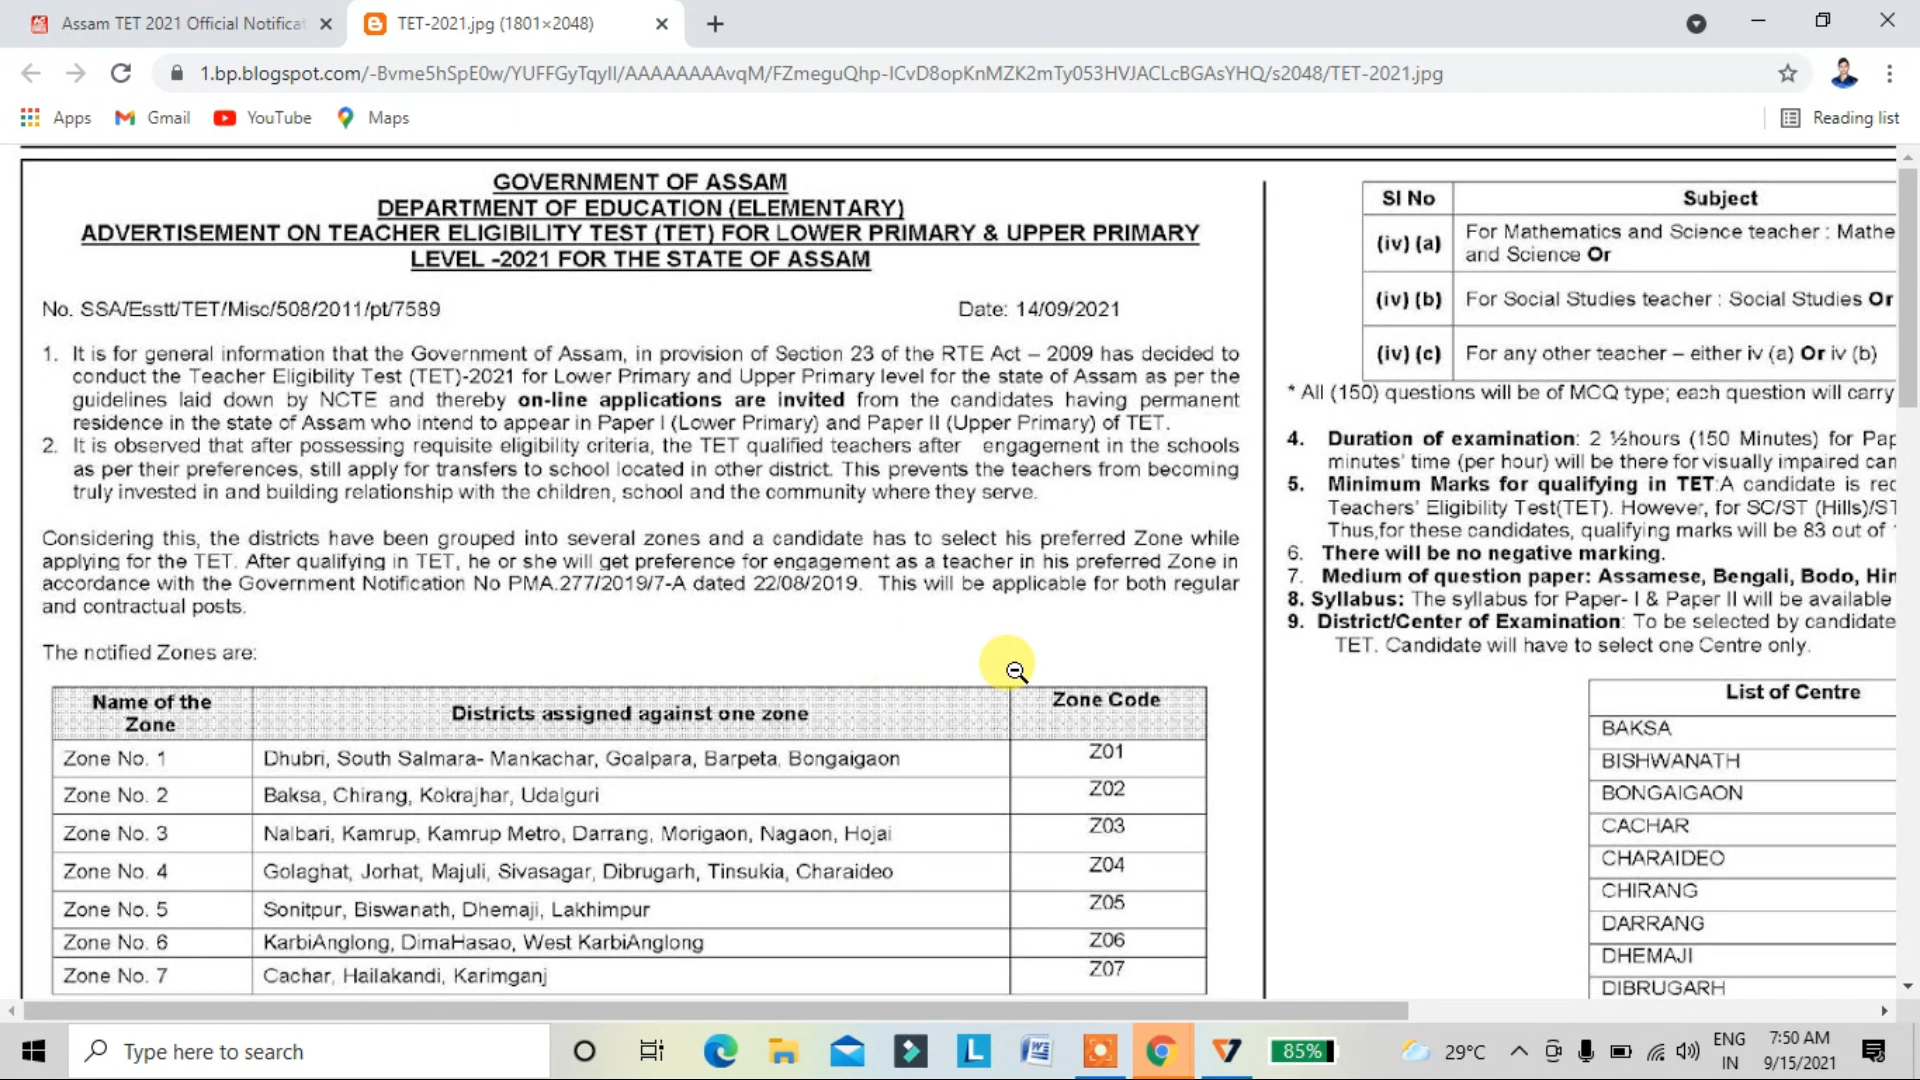 Assam TET 2021 Official Notificat
TET-2021.jpg (1801×2048)
1.bp.blogspot.com/-Bvme5hSpE0w/YUFFGyTqyII/AAAAAAAAvqM/FZmeguQhp-ICvD8opKnMZK2mTy053HVJACLcBGAsYHQ/s2048/TET-2021.jpg
Apps
Gmail
YouTube
Maps
Reading list
GOVERNMENT OF ASSAM
DEPARTMENT OF EDUCATION (ELEMENTARY)
ADVERTISEMENT ON TEACHER ELIGIBILITY TEST (TET) FOR LOWER PRIMARY & UPPER PRIMARY
LEVEL -2021 FOR THE STATE OF ASSAM
No. SSA/Esstt/TET/Misc/508/2011/pt/7589 Date: 14/09/2021
1. It is for general information that the Government of Assam, in provision of Section 23 of the RTE Act – 2009 has decided to
conduct the Teacher Eligibility Test (TET)-2021 for Lower Primary and Upper Primary level for the state of Assam as per the
guidelines laid down by NCTE and thereby on-line applications are invited from the candidates having permanent
residence in the state of Assam who intend to appear in Paper I (Lower Primary) and Paper II (Upper Primary) of TET.
2. It is observed that after possessing requisite eligibility criteria, the TET qualified teachers after engagement in the schools
as per their preferences, still apply for transfers to school located in other district. This prevents the teachers from becoming
truly invested in and building relationship with the children, school and the community where they serve.
Considering this, the districts have been grouped into several zones and a candidate has to select his preferred Zone while
applying for the TET. After qualifying in TET, he or she will get preference for engagement as a teacher in his preferred Zone in
accordance with the Government Notification No PMA.277/2019/7-A dated 22/08/2019. This will be applicable for both regular
and contractual posts.
The notified Zones are:
Name of the Zone Districts assigned against one zone Zone Code
Zone No. 1 Dhubri, South Salmara- Mankachar, Goalpara, Barpeta, Bongaigaon Z01
Zone No. 2 Baksa, Chirang, Kokrajhar, Udalguri Z02
Zone No. 3 Nalbari, Kamrup, Kamrup Metro, Darrang, Morigaon, Nagaon, Hojai Z03
Zone No. 4 Golaghat, Jorhat, Majuli, Sivasagar, Dibrugarh, Tinsukia, Charaideo Z04
Zone No. 5 Sonitpur, Biswanath, Dhemaji, Lakhimpur Z05
Zone No. 6 KarbiAnglong, DimaHasao, West KarbiAnglong Z06
Zone No. 7 Cachar, Hailakandi, Karimganj Z07
Sl No Subject
(iv) (a) For Mathematics and Science teacher : Mathe
and Science Or
(iv) (b) For Social Studies teacher : Social Studies Or
(iv) (c) For any other teacher – either iv (a) Or iv (b)
* All (150) questions will be of MCQ type; each question will carry
4. Duration of examination: 2 ½hours (150 Minutes) for Pap
minutes' time (per hour) will be there for visually impaired can
5. Minimum Marks for qualifying in TET:A candidate is rec
Teachers' Eligibility Test(TET). However, for SC/ST (Hills)/ST
Thus,for these candidates, qualifying marks will be 83 out of
6. There will be no negative marking.
7. Medium of question paper: Assamese, Bengali, Bodo, Hin
8. Syllabus: The syllabus for Paper- I & Paper II will be available
9. District/Center of Examination: To be selected by candidate
TET. Candidate will have to select one Centre only.
List of Centre
BAKSA
BISHWANATH
BONGAIGAON
CACHAR
CHARAIDEO
CHIRANG
DARRANG
DHEMAJI
DIBRUGARH
Type here to search
85%
29°C
ENG
IN
7:50 AM
9/15/2021